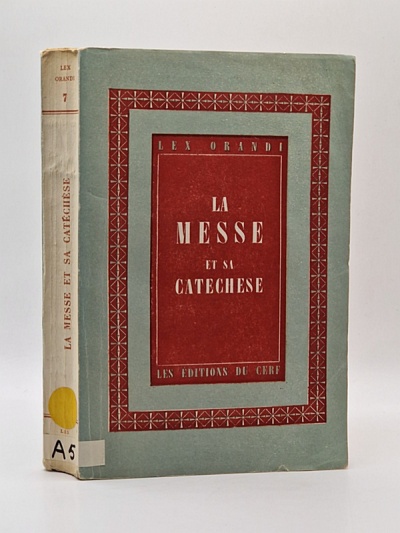 LEX
ORANDI
7
LA MESSE ET SA CATÉCHÈSE
A5
LEX ORANDI
LA
MESSE
ET SA
CATECHESE
LES ÉDITIONS DU CERF